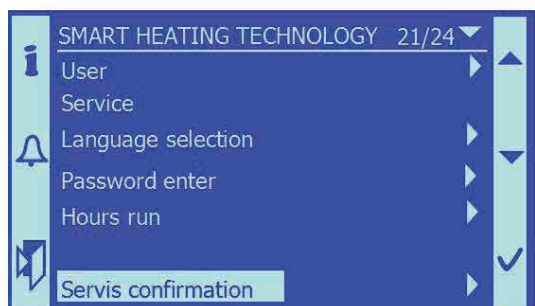 SMART HEATING TECHNOLOGY 21/24
User
Service
Language selection
Password enter
Hours run
Servis confirmation